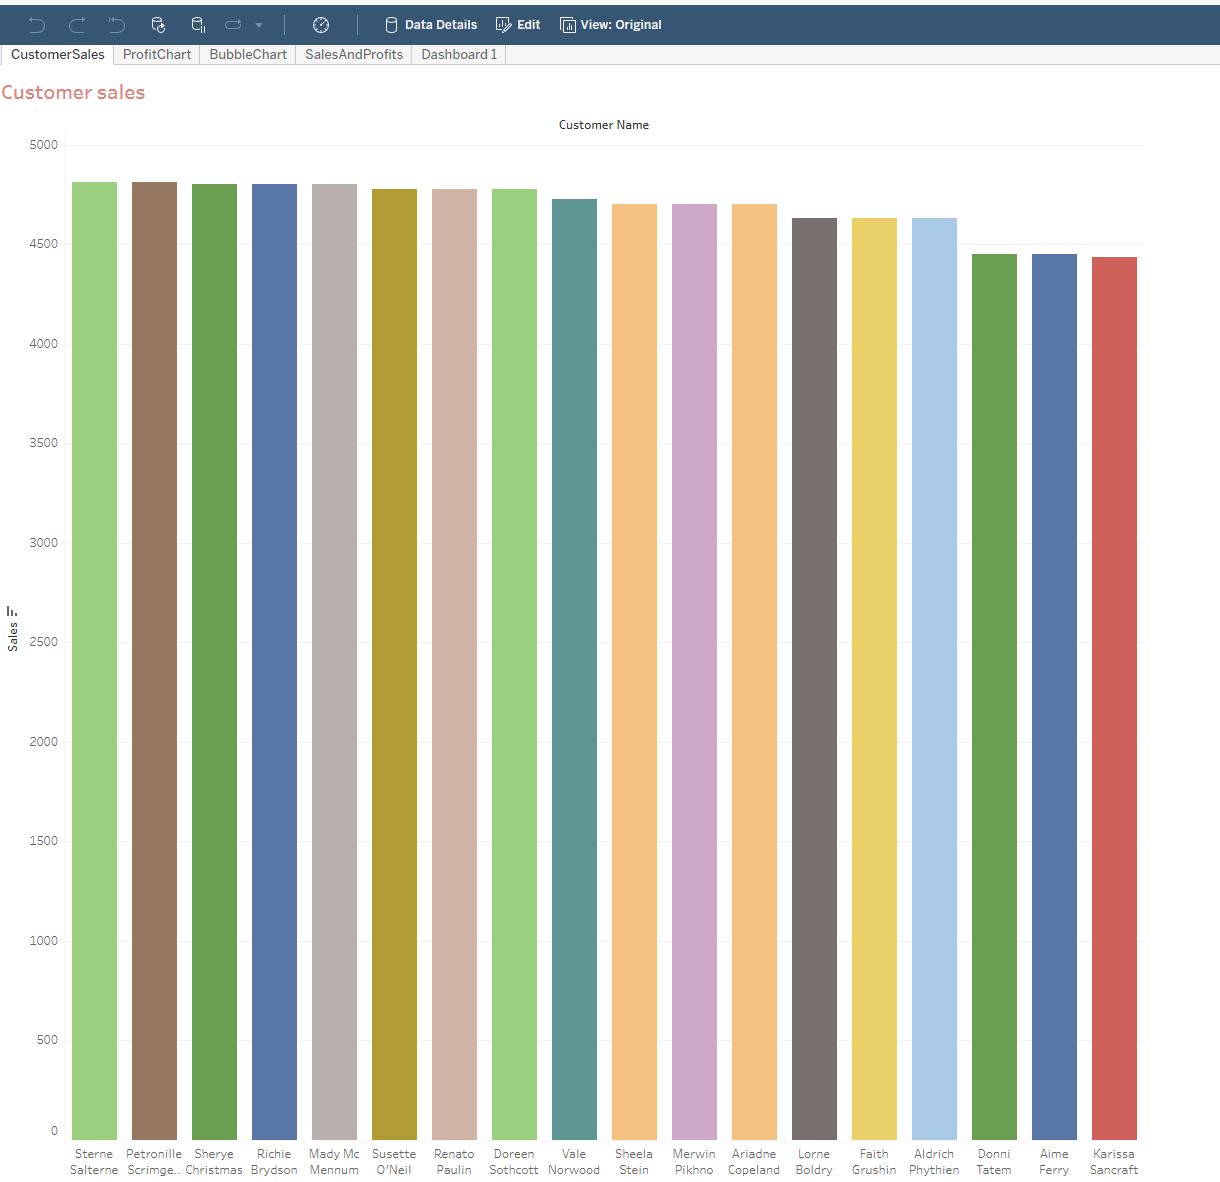 Data Details Edit View: Original
CustomerSales ProfitChart BubbleChart SalesAndProfits Dashboard 1
Customer sales
Customer Name
5000
4500
4000
3500
3000
2500
2000
1500
1000
500
0
Sales
Sterne Petronille Sherye Richie Mady Mc Susette Renato Doreen Vale Sheela Merwin Ariadne Lorne Faith Aldrich Donni Aime Karissa
Salterne Scrimge.. Christmas Brydson Mennum O'Neil Paulin Sothcott Norwood Stein Pikhno Copeland Boldry Grushin Phythien Tatem Ferry Sancraft